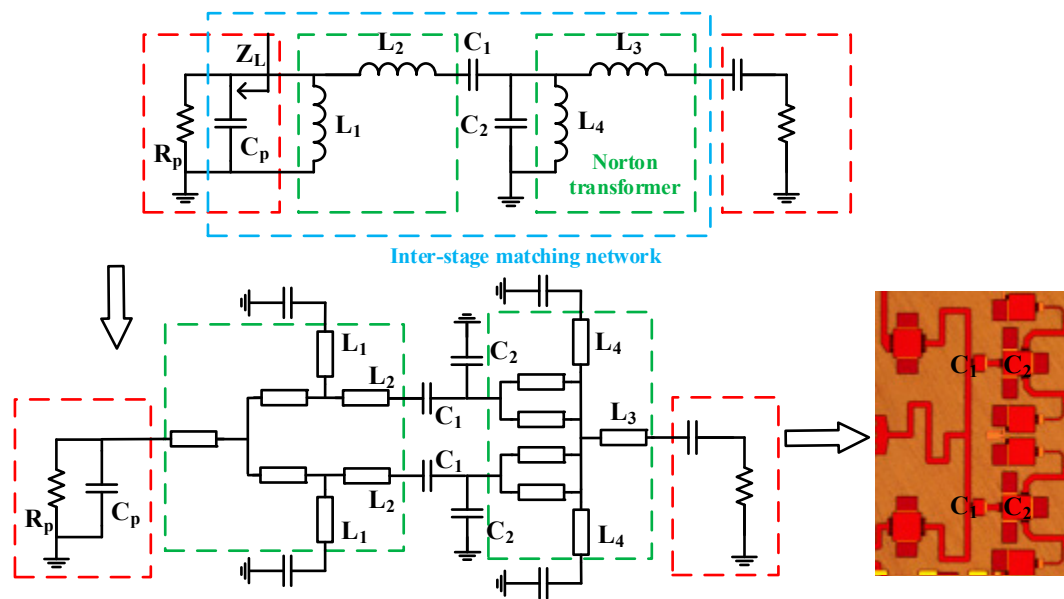 Z_L
L_2
C_1
L_3
R_p
C_p
L_1
C_2
L_4
Norton
transformer
Inter-stage matching network
L_1
L_2
C_1
C_2
L_4
L_3
R_p
C_p
L_1
L_2
C_1
C_2
L_4
C_1
C_2
C_1
C_2